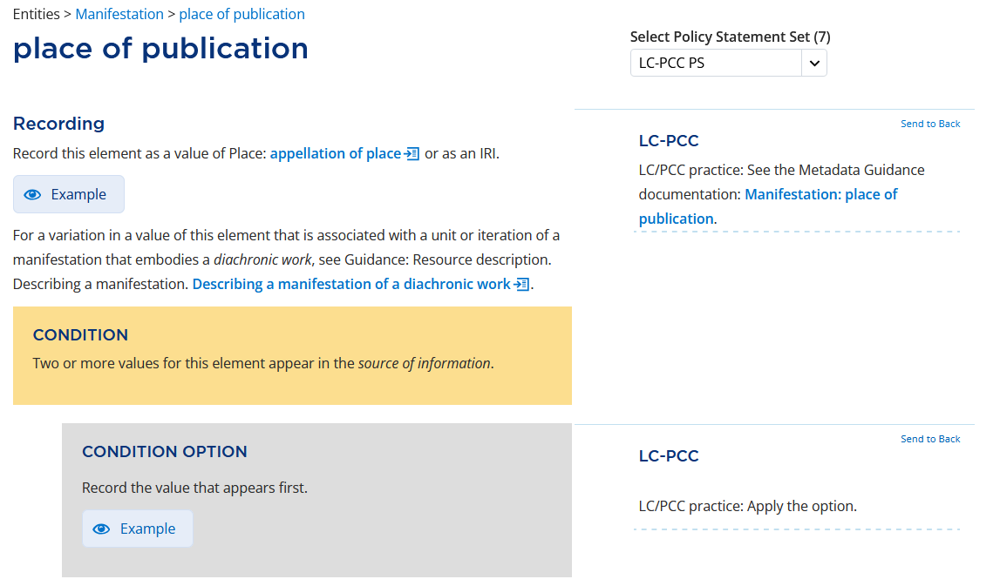 Entities > Manifestation > place of publication
place of publication
Select Policy Statement Set (7)
LC-PCC PS
Recording
Record this element as a value of Place: appellation of place or as an IRI.
Example
For a variation in a value of this element that is associated with a unit or iteration of a
manifestation that embodies a diachronic work, see Guidance: Resource description.
Describing a manifestation. Describing a manifestation of a diachronic work .
Send to Back
LC-PCC
LC/PCC practice: See the Metadata Guidance
documentation: Manifestation: place of
publication.
CONDITION
Two or more values for this element appear in the source of information.
CONDITION OPTION
Record the value that appears first.
Example
Send to Back
LC-PCC
LC/PCC practice: Apply the option.